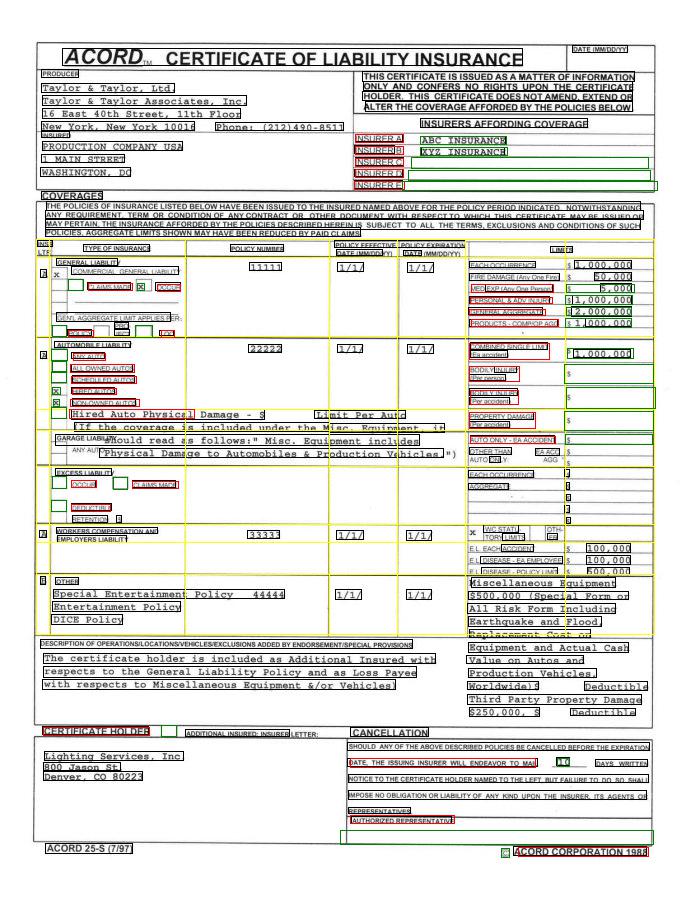 ACORD TM CERTIFICATE OF LIABILITY INSURANCE
DATE (MM/DD/YY)
PRODUCER
Taylor & Taylor, Ltd.
Taylor & Taylor Associates, Inc.
16 East 40th Street, 11th Floor
New York, New York 10016 Phone: (212)490-8511
THIS CERTIFICATE IS ISSUED AS A MATTER OF INFORMATION
ONLY AND CONFERS NO RIGHTS UPON THE CERTIFICATE
HOLDER. THIS CERTIFICATE DOES NOT AMEND, EXTEND OR
ALTER THE COVERAGE AFFORDED BY THE POLICIES BELOW.
INSURERS AFFORDING COVERAGE
INSURED
PRODUCTION COMPANY USA
1 MAIN STREET
WASHINGTON, DC
INSURER A ABC INSURANCE
INSURER B XYZ INSURANCE
INSURER C
INSURER D
INSURER E
COVERAGES
THE POLICIES OF INSURANCE LISTED BELOW HAVE BEEN ISSUED TO THE INSURED NAMED ABOVE FOR THE POLICY PERIOD INDICATED. NOTWITHSTANDING
ANY REQUIREMENT, TERM OR CONDITION OF ANY CONTRACT OR OTHER DOCUMENT WITH RESPECT TO WHICH THIS CERTIFICATE MAY BE ISSUED OR
MAY PERTAIN, THE INSURANCE AFFORDED BY THE POLICIES DESCRIBED HEREIN IS SUBJECT TO ALL THE TERMS, EXCLUSIONS AND CONDITIONS OF SUCH
POLICIES. AGGREGATE LIMITS SHOWN MAY HAVE BEEN REDUCED BY PAID CLAIMS
INSR LTR TYPE OF INSURANCE POLICY NUMBER POLICY EFFECTIVE DATE (MM/DD/YY) POLICY EXPIRATION DATE (MM/DD/YY) LIMITS
GENERAL LIABILITY 11111 1/1/ 1/1/ EACH OCCURRENCE $ 1,000,000
A X COMMERCIAL GENERAL LIABILITY FIRE DAMAGE (Any One Fire) $ 50,000
CLAIMS MADE X OCCUR MED EXP (Any One Person) $ 5,000
PERSONAL & ADV INJURY $ 1,000,000
GENERAL AGGREGATE $ 2,000,000
GEN'L AGGREGATE LIMIT APPLIES PER: PRODUCTS - COMP/OP AGG $ 1,000,000
POLICY PROJECT LOC
A AUTOMOBILE LIABILITY 22222 1/1/ 1/1/ COMBINED SINGLE LIMIT (Ea accident) $ 1,000,000
ANY AUTO
ALL OWNED AUTOS BODILY INJURY (Per person) $
SCHEDULED AUTOS
X HIRED AUTOS BODILY INJURY (Per accident) $
X NON-OWNED AUTOS
Hired Auto Physical Damage - $ Limit Per Auto PROPERTY DAMAGE (Per accident) $
(If the coverage is included under the Misc. Equipment, it
GARAGE LIABILITY should read as follows:" Misc. Equipment includes AUTO ONLY - EA ACCIDENT $
ANY AUTO "Physical Damage to Automobiles & Production Vehicles.") OTHER THAN AUTO ONLY: EA ACC $ AGG $
EXCESS LIABILITY EACH OCCURRENCE $
OCCUR CLAIMS MADE AGGREGATE $
$
DEDUCTIBLE $
RETENTION $ $
A WORKERS COMPENSATION AND EMPLOYERS LIABILITY 33333 1/1/ 1/1/ X WC STATU-TORY LIMITS OTH-ER
E.L. EACH ACCIDENT $ 100,000
E.L. DISEASE - EA EMPLOYEE $ 100,000
E.L. DISEASE - POLICY LIMIT $ 500,000
OTHER
Special Entertainment Policy 44444 1/1/ 1/1/
Entertainment Policy
DICE Policy
Miscellaneous Equipment
$500,000 (Special Form or
All Risk Form Including
Earthquake and Flood,
Replacement Cost on
Equipment and Actual Cash
Value on Autos and
Production Vehicles,
Worldwide)$ Deductible
Third Party Property Damage
$250,000, $ Deductible
DESCRIPTION OF OPERATIONS/LOCATIONS/VEHICLES/EXCLUSIONS ADDED BY ENDORSEMENT/SPECIAL PROVISIONS
The certificate holder is included as Additional Insured with
respects to the General Liability Policy and as Loss Payee
with respects to Miscellaneous Equipment &/or Vehicles)
CERTIFICATE HOLDER ADDITIONAL INSURED: INSURER LETTER:
Lighting Services, Inc
800 Jason St.
Denver, CO 80223
CANCELLATION
SHOULD ANY OF THE ABOVE DESCRIBED POLICIES BE CANCELLED BEFORE THE EXPIRATION
DATE, THE ISSUING INSURER WILL ENDEAVOR TO MAIL 10 DAYS WRITTEN
NOTICE TO THE CERTIFICATE HOLDER NAMED TO THE LEFT, BUT FAILURE TO DO SO SHALL
IMPOSE NO OBLIGATION OR LIABILITY OF ANY KIND UPON THE INSURER, ITS AGENTS OR
REPRESENTATIVES
AUTHORIZED REPRESENTATIVE
ACORD 25-S (7/97)
© ACORD CORPORATION 1988